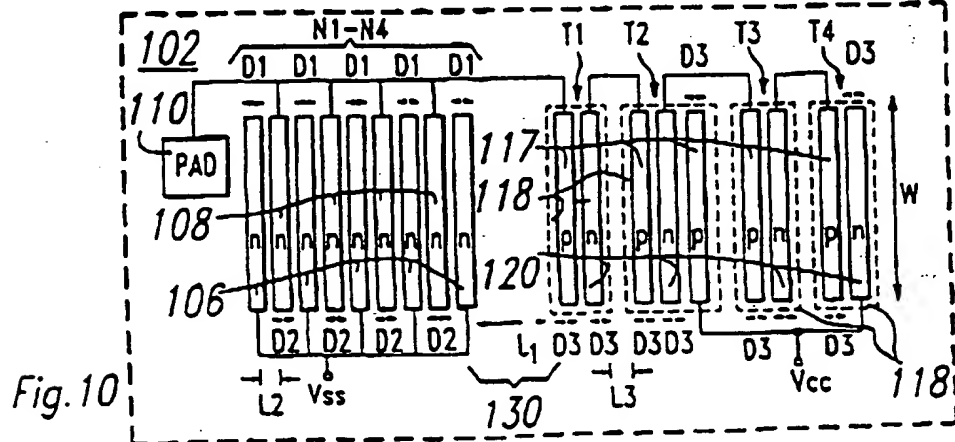 102
N1-N4
D1 D1 D1 D1 D1
T1 T2 D3 T3 T4 D3
110
PAD
117
118
108
106
120
n n n n n n n n
p n p n p p n p n
W
D2 D2 D2 D2
L1 D3 D3 D3 D3 D3 D3
L2 Vss
L3
Vcc
130
118
Fig. 10